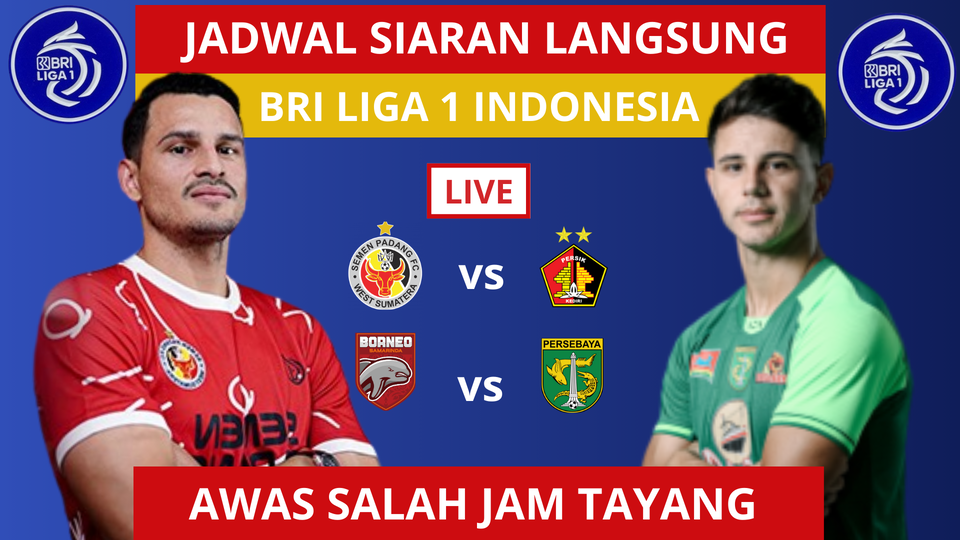 JADWAL SIARAN LANGSUNG
BRI LIGA 1 INDONESIA
BRI
LIGA 1
BRI
LIGA 1
LIVE
SEMEN PADANG FC
WEST SUMATERA
VS
PERSIK
KEDIRI
BORNEO
SAMARINDA
VS
PERSEBAYA
AWAS SALAH JAM TAYANG